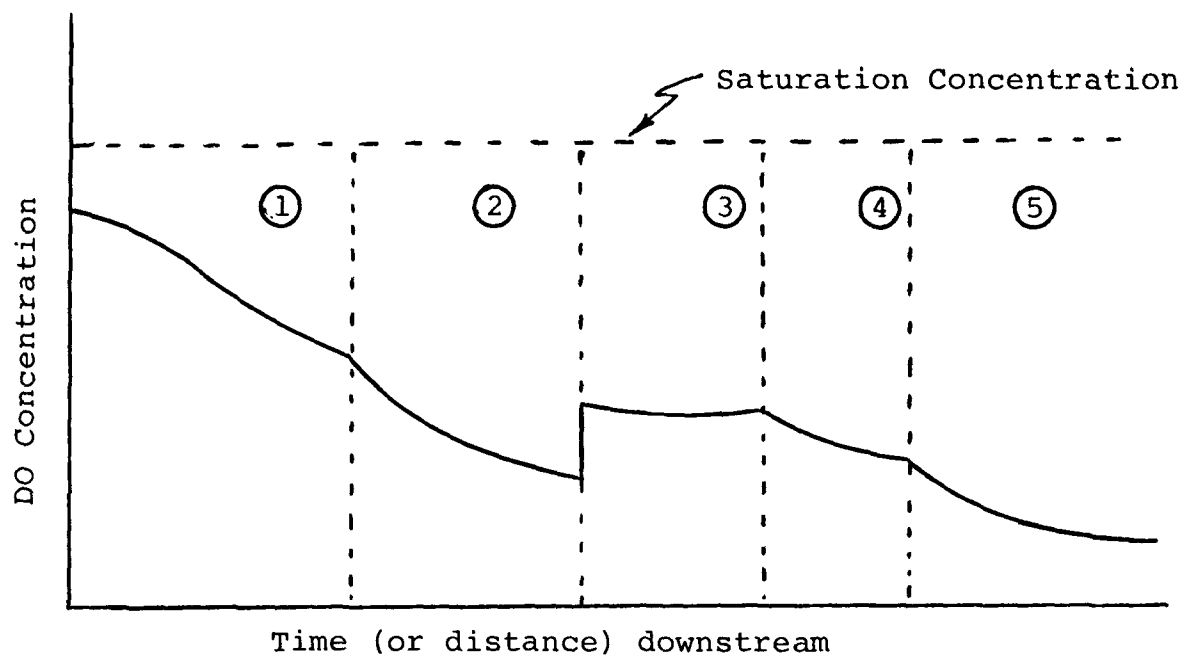 Saturation Concentration
① ② ③ ④ ⑤
DO Concentration
Time (or distance) downstream